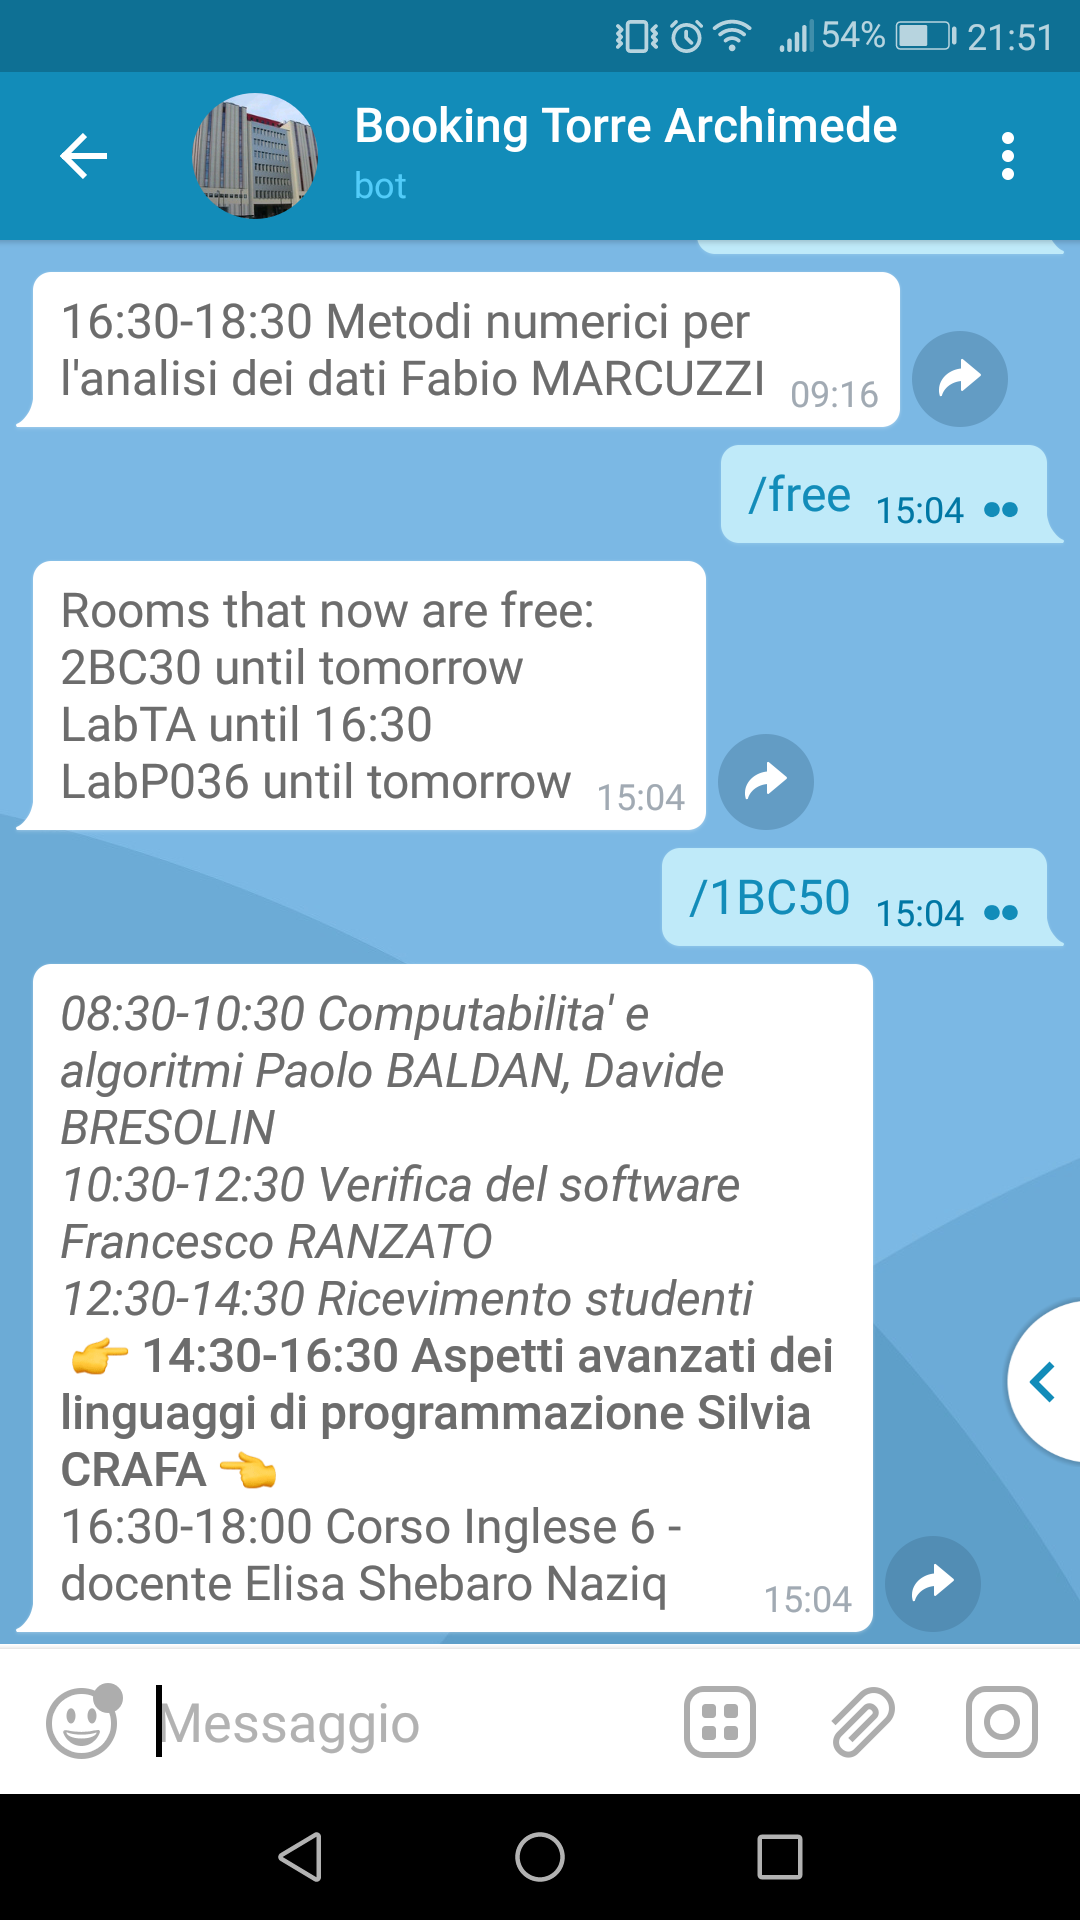 54% 21:51
Booking Torre Archimede
bot
16:30-18:30 Metodi numerici per
l'analisi dei dati Fabio MARCUZZI 09:16
/free 15:04
Rooms that now are free:
2BC30 until tomorrow
LabTA until 16:30
LabP036 until tomorrow 15:04
/1BC50 15:04
08:30-10:30 Computabilita' e
algoritmi Paolo BALDAN, Davide
BRESOLIN
10:30-12:30 Verifica del software
Francesco RANZATO
12:30-14:30 Ricevimento studenti
👉 14:30-16:30 Aspetti avanzati dei
linguaggi di programmazione Silvia
CRAFA 👈
16:30-18:00 Corso Inglese 6 -
docente Elisa Shebaro Naziq 15:04
Messaggio